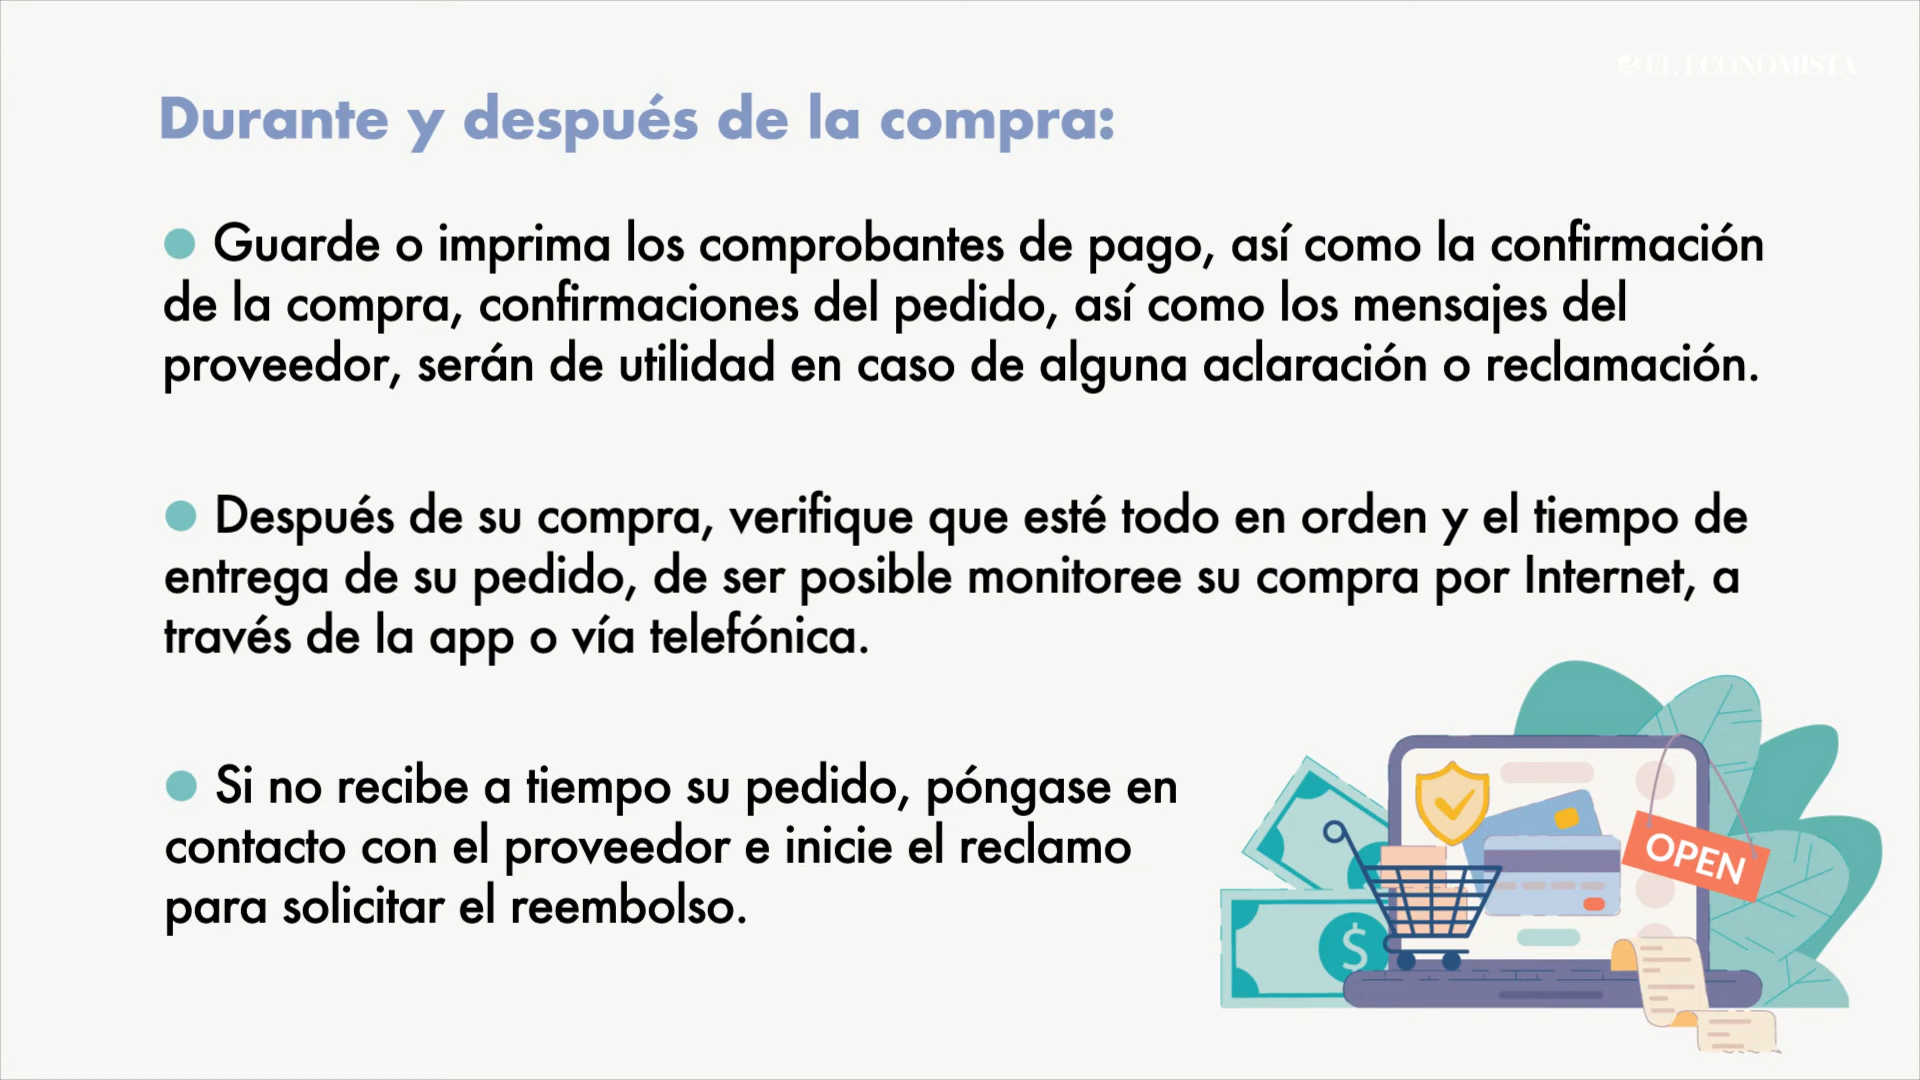 EL ECONOMISTA
Durante y después de la compra:
● Guarde o imprima los comprobantes de pago, así como la confirmación
de la compra, confirmaciones del pedido, así como los mensajes del
proveedor, serán de utilidad en caso de alguna aclaración o reclamación.
● Después de su compra, verifique que esté todo en orden y el tiempo de
entrega de su pedido, de ser posible monitoree su compra por Internet, a
través de la app o vía telefónica.
● Si no recibe a tiempo su pedido, póngase en
contacto con el proveedor e inicie el reclamo
para solicitar el reembolso.
OPEN
$